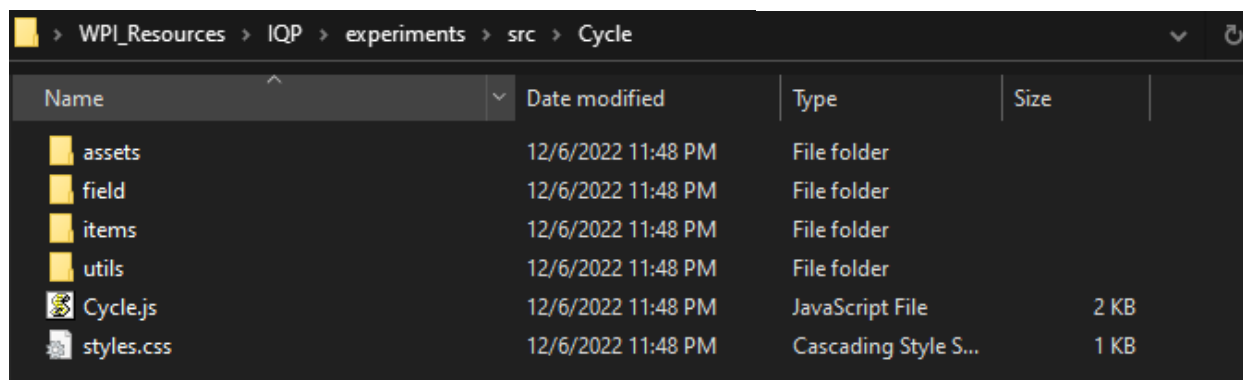 WPI_Resources > IQP > experiments > src > Cycle
Name Date modified Type Size
assets 12/6/2022 11:48 PM File folder
field 12/6/2022 11:48 PM File folder
items 12/6/2022 11:48 PM File folder
utils 12/6/2022 11:48 PM File folder
Cycle.js 12/6/2022 11:48 PM JavaScript File 2 KB
styles.css 12/6/2022 11:48 PM Cascading Style S... 1 KB